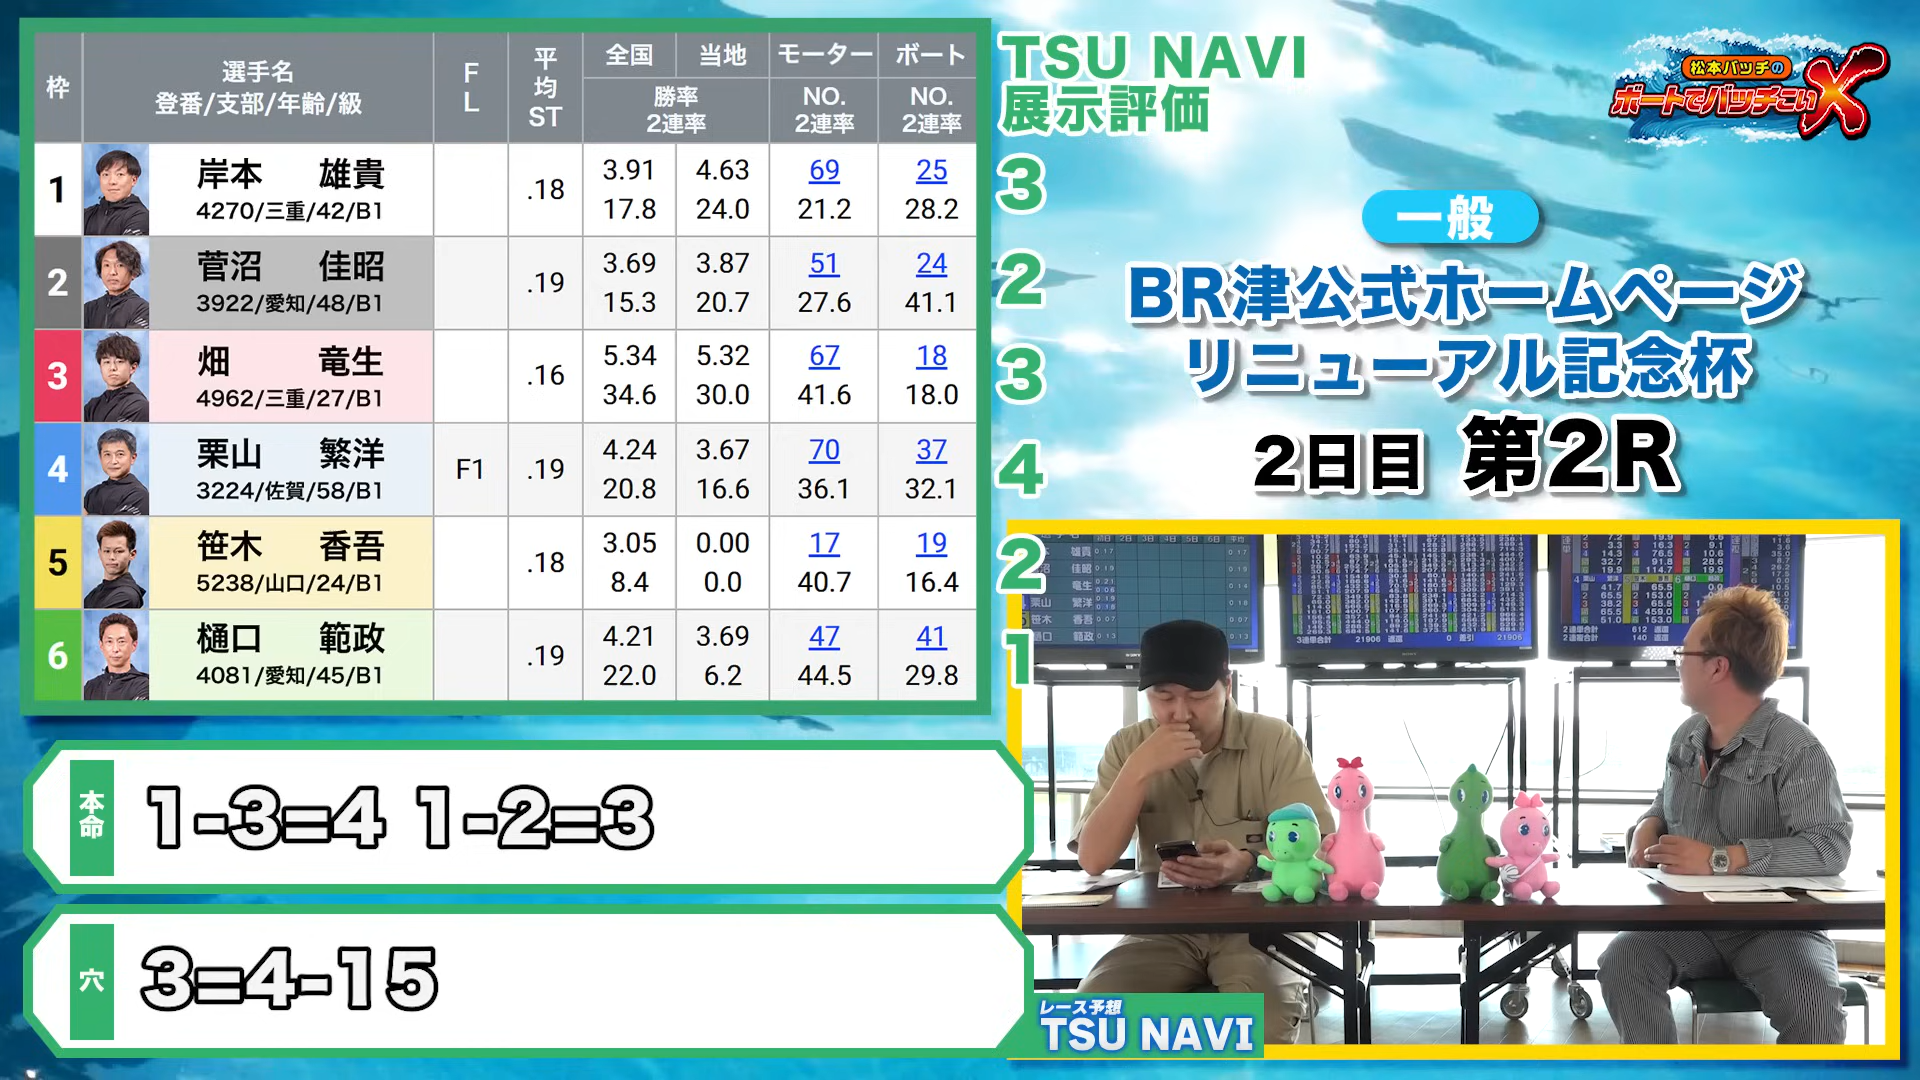 枠 選手名 登番/支部/年齢/級 F L 平均ST 全国 当地 モーター ボート
勝率 2連率 NO. 2連率 NO. 2連率
1 岸本 雄貴 .18 3.91 4.63 69 25
4270/三重/42/B1 17.8 24.0 21.2 28.2
2 菅沼 佳昭 .19 3.69 3.87 51 24
3922/愛知/48/B1 15.3 20.7 27.6 41.1
3 畑 竜生 .16 5.34 5.32 67 18
4962/三重/27/B1 34.6 30.0 41.6 18.0
4 栗山 繁洋 F1 .19 4.24 3.67 70 37
3224/佐賀/58/B1 20.8 16.6 36.1 32.1
5 笹木 香吾 .18 3.05 0.00 17 19
5238/山口/24/B1 8.4 0.0 40.7 16.4
6 樋口 範政 .19 4.21 3.69 47 41
4081/愛知/45/B1 22.0 6.2 44.5 29.8
TSU NAVI
展示評価
3
2
3
4
2
1
松本バッチの
ボートでバッチこいX
一般
BR津公式ホームページ
リニューアル記念杯
2日目 第2R
本命 1-3=4 1-2=3
穴 3=4-15
レース予想
TSU NAVI